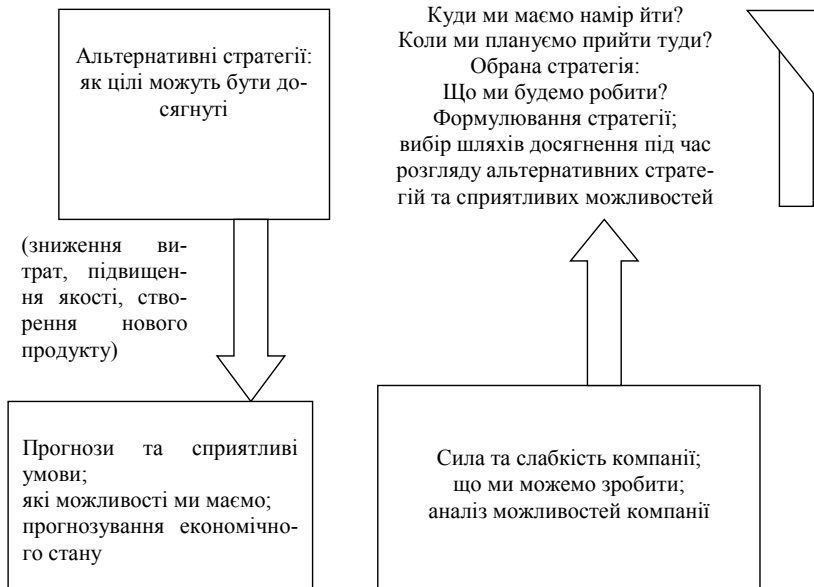 Альтернативні стратегії:
як цілі можуть бути до-
сягнуті
(зниження ви-
трат, підвищен-
ня якості, ство-
рення нового
продукту)
Прогнози та сприятливі
умови;
які можливості ми маємо;
прогнозування економічно-
го стану
Куди ми маємо намір йти?
Коли ми плануємо прийти туди?
Обрана стратегія:
Що ми будемо робити?
Формулювання стратегії;
вибір шляхів досягнення під час
розгляду альтернативних страте-
гій та сприятливих можливостей
Сила та слабкість компанії;
що ми можемо зробити;
аналіз можливостей компанії